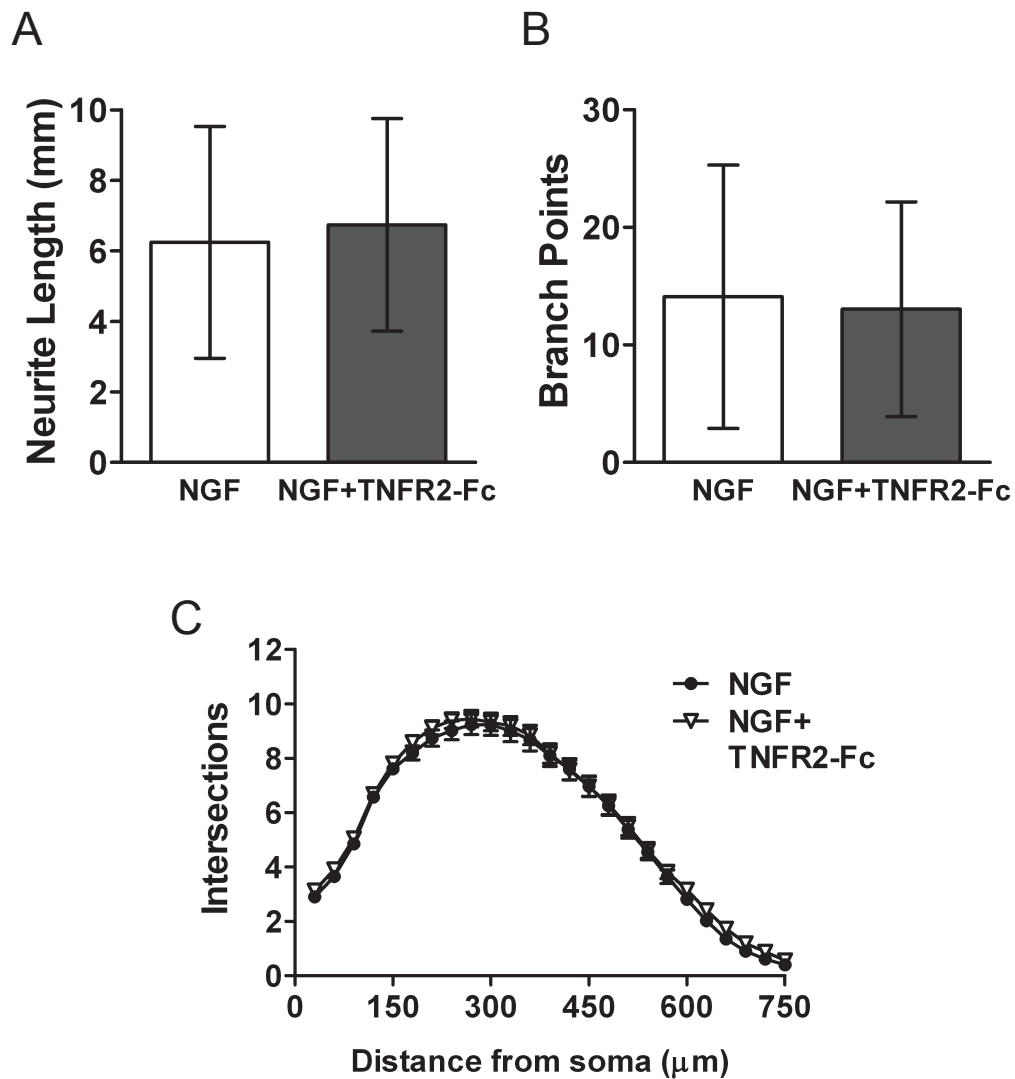 A
Neurite Length (mm)
10
8
6
4
2
0
NGF
NGF+TNFR2-Fc
B
Branch Points
30
20
10
0
NGF
NGF+TNFR2-Fc
C
Intersections
12
10
8
6
4
2
0
0 150 300 450 600 750
Distance from soma (μm)
NGF
NGF+
TNFR2-Fc